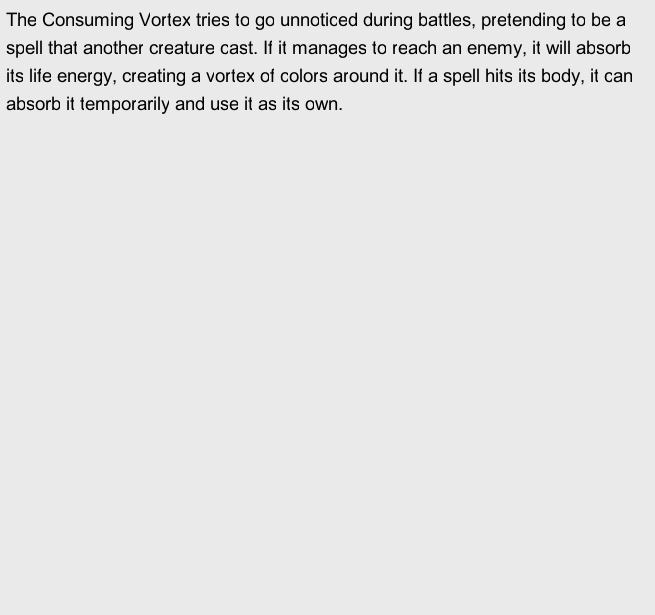 The Consuming Vortex tries to go unnoticed during battles, pretending to be a
spell that another creature cast. If it manages to reach an enemy, it will absorb
its life energy, creating a vortex of colors around it. If a spell hits its body, it can
absorb it temporarily and use it as its own.